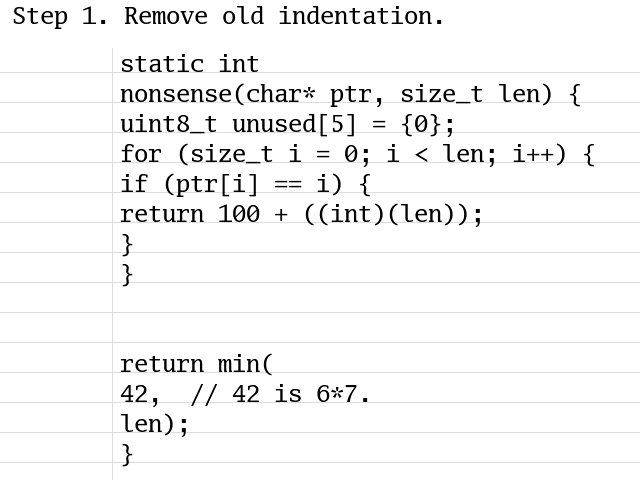 Step 1. Remove old indentation.
static int
nonsense(char* ptr, size_t len) {
uint8_t unused[5] = {0};
for (size_t i = 0; i < len; i++) {
if (ptr[i] == i) {
return 100 + ((int)(len));
}
}
return min(
42,  // 42 is 6*7.
len);
}